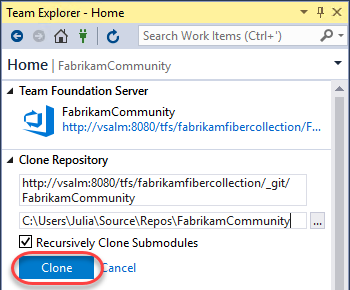 Team Explorer - Home
Search Work Items (Ctrl+')
Home | FabrikamCommunity
Team Foundation Server
FabrikamCommunity
http://vsalm:8080/tfs/fabrikamfibercollection/F...
Clone Repository
http://vsalm:8080/tfs/fabrikamfibercollection/_git/
FabrikamCommunity
C:\Users\Julia\Source\Repos\FabrikamCommunity ...
Recursively Clone Submodules
Clone Cancel